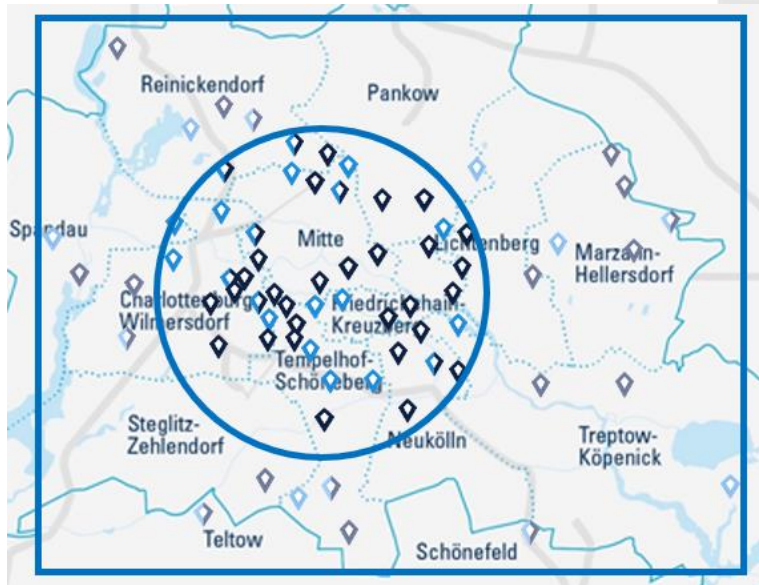 Reinickendorf
Pankow
Spandau
Mitte
Lichtenberg
Marzahn-
Hellersdorf
Charlottenburg-
Wilmersdorf
Friedrichshain-
Kreuzberg
Tempelhof-
Schöneberg
Steglitz-
Zehlendorf
Neukölln
Treptow-
Köpenick
Teltow
Schönefeld